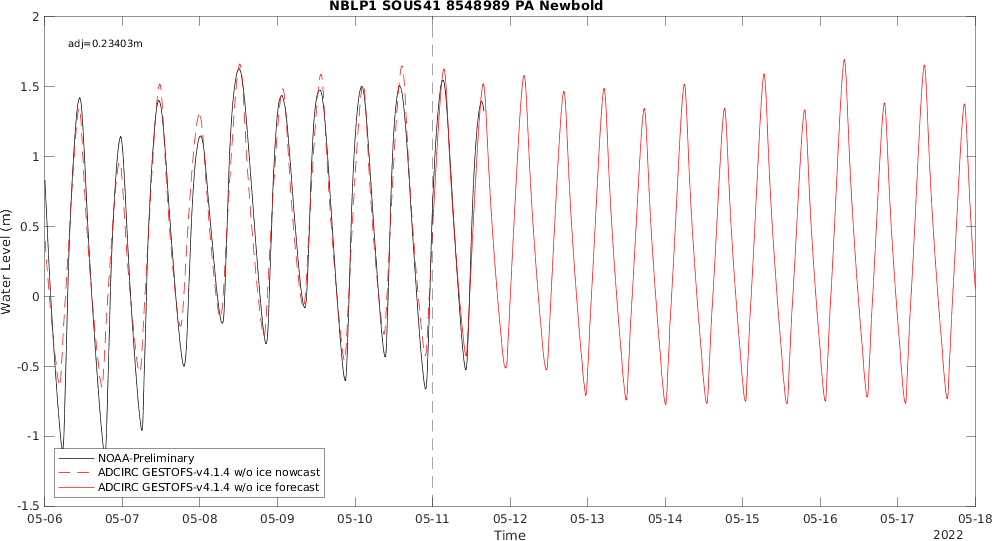 NBLP1 SOUS41 8548989 PA Newbold
adj=0.23403m
2
1.5
1
0.5
0
-0.5
-1
-1.5
Water Level (m)
NOAA-Preliminary
ADCIRC GESTOFS-v4.1.4 w/o ice nowcast
ADCIRC GESTOFS-v4.1.4 w/o ice forecast
05-06 05-07 05-08 05-09 05-10 05-11 05-12 05-13 05-14 05-15 05-16 05-17 05-18
Time
2022